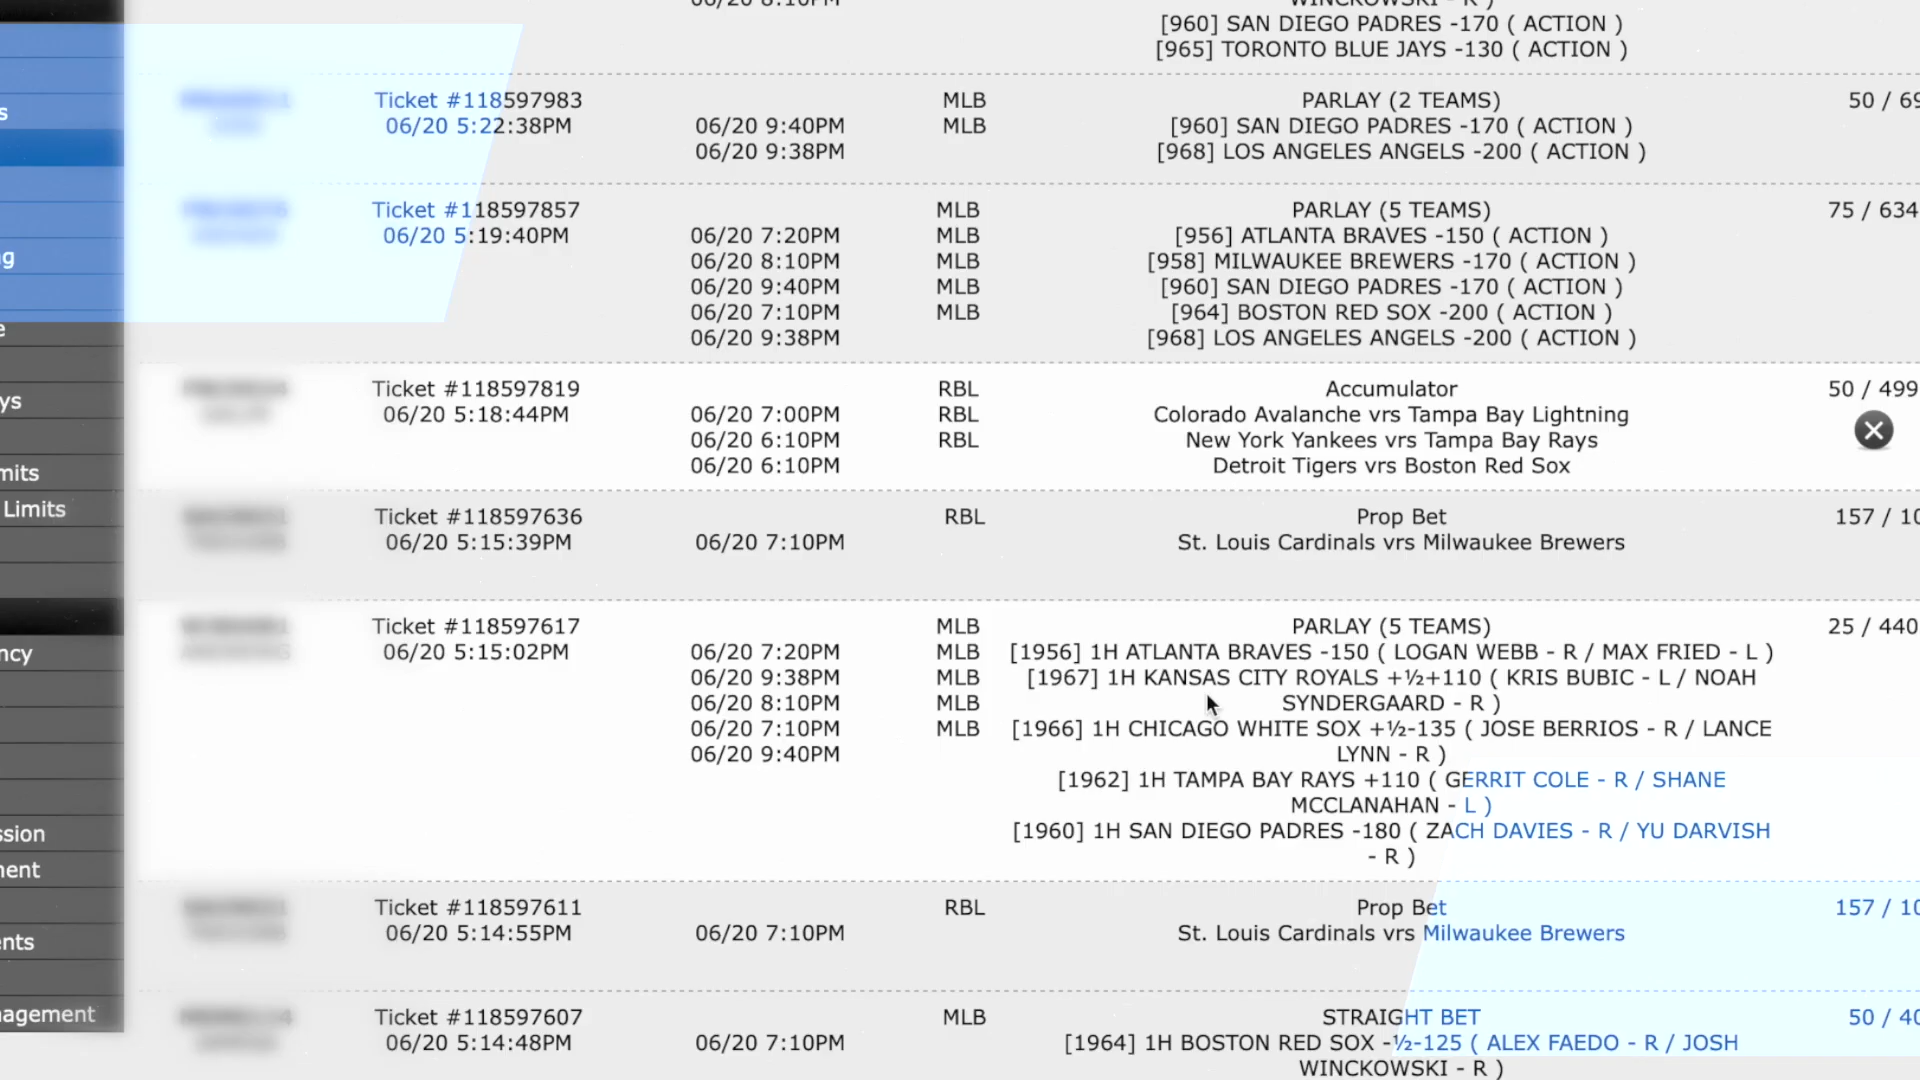 WINCKOWSKI - R )
[960] SAN DIEGO PADRES -170 ( ACTION )
[965] TORONTO BLUE JAYS -130 ( ACTION )
Ticket #118597983 MLB PARLAY (2 TEAMS) 50 / 69
06/20 5:22:38PM 06/20 9:40PM MLB [960] SAN DIEGO PADRES -170 ( ACTION )
06/20 9:38PM [968] LOS ANGELES ANGELS -200 ( ACTION )
Ticket #118597857 MLB PARLAY (5 TEAMS) 75 / 634
06/20 5:19:40PM 06/20 7:20PM MLB [956] ATLANTA BRAVES -150 ( ACTION )
06/20 8:10PM MLB [958] MILWAUKEE BREWERS -170 ( ACTION )
06/20 9:40PM MLB [960] SAN DIEGO PADRES -170 ( ACTION )
06/20 7:10PM MLB [964] BOSTON RED SOX -200 ( ACTION )
06/20 9:38PM [968] LOS ANGELES ANGELS -200 ( ACTION )
Ticket #118597819 RBL Accumulator 50 / 499
ys 06/20 5:18:44PM 06/20 7:00PM RBL Colorado Avalanche vrs Tampa Bay Lightning
06/20 6:10PM RBL New York Yankees vrs Tampa Bay Rays
mits 06/20 6:10PM Detroit Tigers vrs Boston Red Sox
Limits Ticket #118597636 RBL Prop Bet 157 / 10
06/20 5:15:39PM 06/20 7:10PM St. Louis Cardinals vrs Milwaukee Brewers
Ticket #118597617 MLB PARLAY (5 TEAMS) 25 / 440
ncy 06/20 5:15:02PM 06/20 7:20PM MLB [1956] 1H ATLANTA BRAVES -150 ( LOGAN WEBB - R / MAX FRIED - L )
06/20 9:38PM MLB [1967] 1H KANSAS CITY ROYALS +½+110 ( KRIS BUBIC - L / NOAH
06/20 8:10PM MLB SYNDERGAARD - R )
06/20 7:10PM MLB [1966] 1H CHICAGO WHITE SOX +½-135 ( JOSE BERRIOS - R / LANCE
06/20 9:40PM LYNN - R )
[1962] 1H TAMPA BAY RAYS +110 ( GERRIT COLE - R / SHANE
MCCLANAHAN - L )
ssion [1960] 1H SAN DIEGO PADRES -180 ( ZACH DAVIES - R / YU DARVISH
nent - R )
Ticket #118597611 RBL Prop Bet 157 / 10
ents 06/20 5:14:55PM 06/20 7:10PM St. Louis Cardinals vrs Milwaukee Brewers
nagement Ticket #118597607 MLB STRAIGHT BET 50 / 40
06/20 5:14:48PM 06/20 7:10PM [1964] 1H BOSTON RED SOX -½-125 ( ALEX FAEDO - R / JOSH
WINCKOWSKI - R )